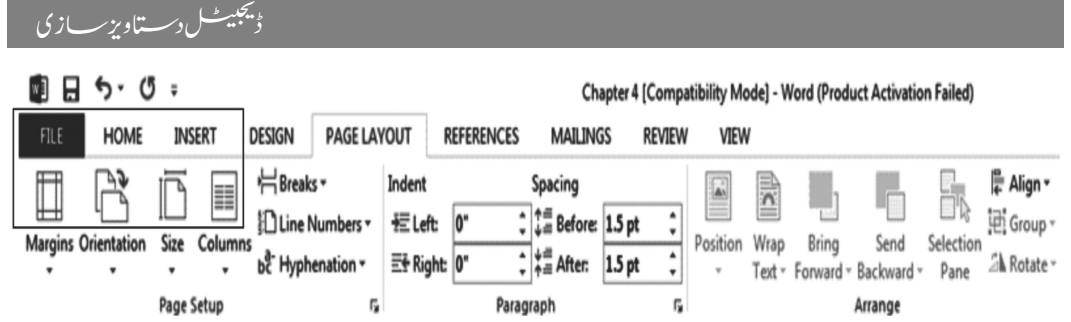 ڈیجیٹل دستاویز سازی
Chapter 4 [Compatibility Mode] - Word (Product Activation Failed)
FILE HOME INSERT DESIGN PAGE LAYOUT REFERENCES MAILINGS REVIEW VIEW
Breaks Indent Spacing Align
Line Numbers Left: 0" Before: 1.5 pt Group
Margins Orientation Size Columns Position Wrap Text Bring Forward Send Backward Selection Pane
Hyphenation Right: 0" After: 1.5 pt Rotate
Page Setup Paragraph Arrange